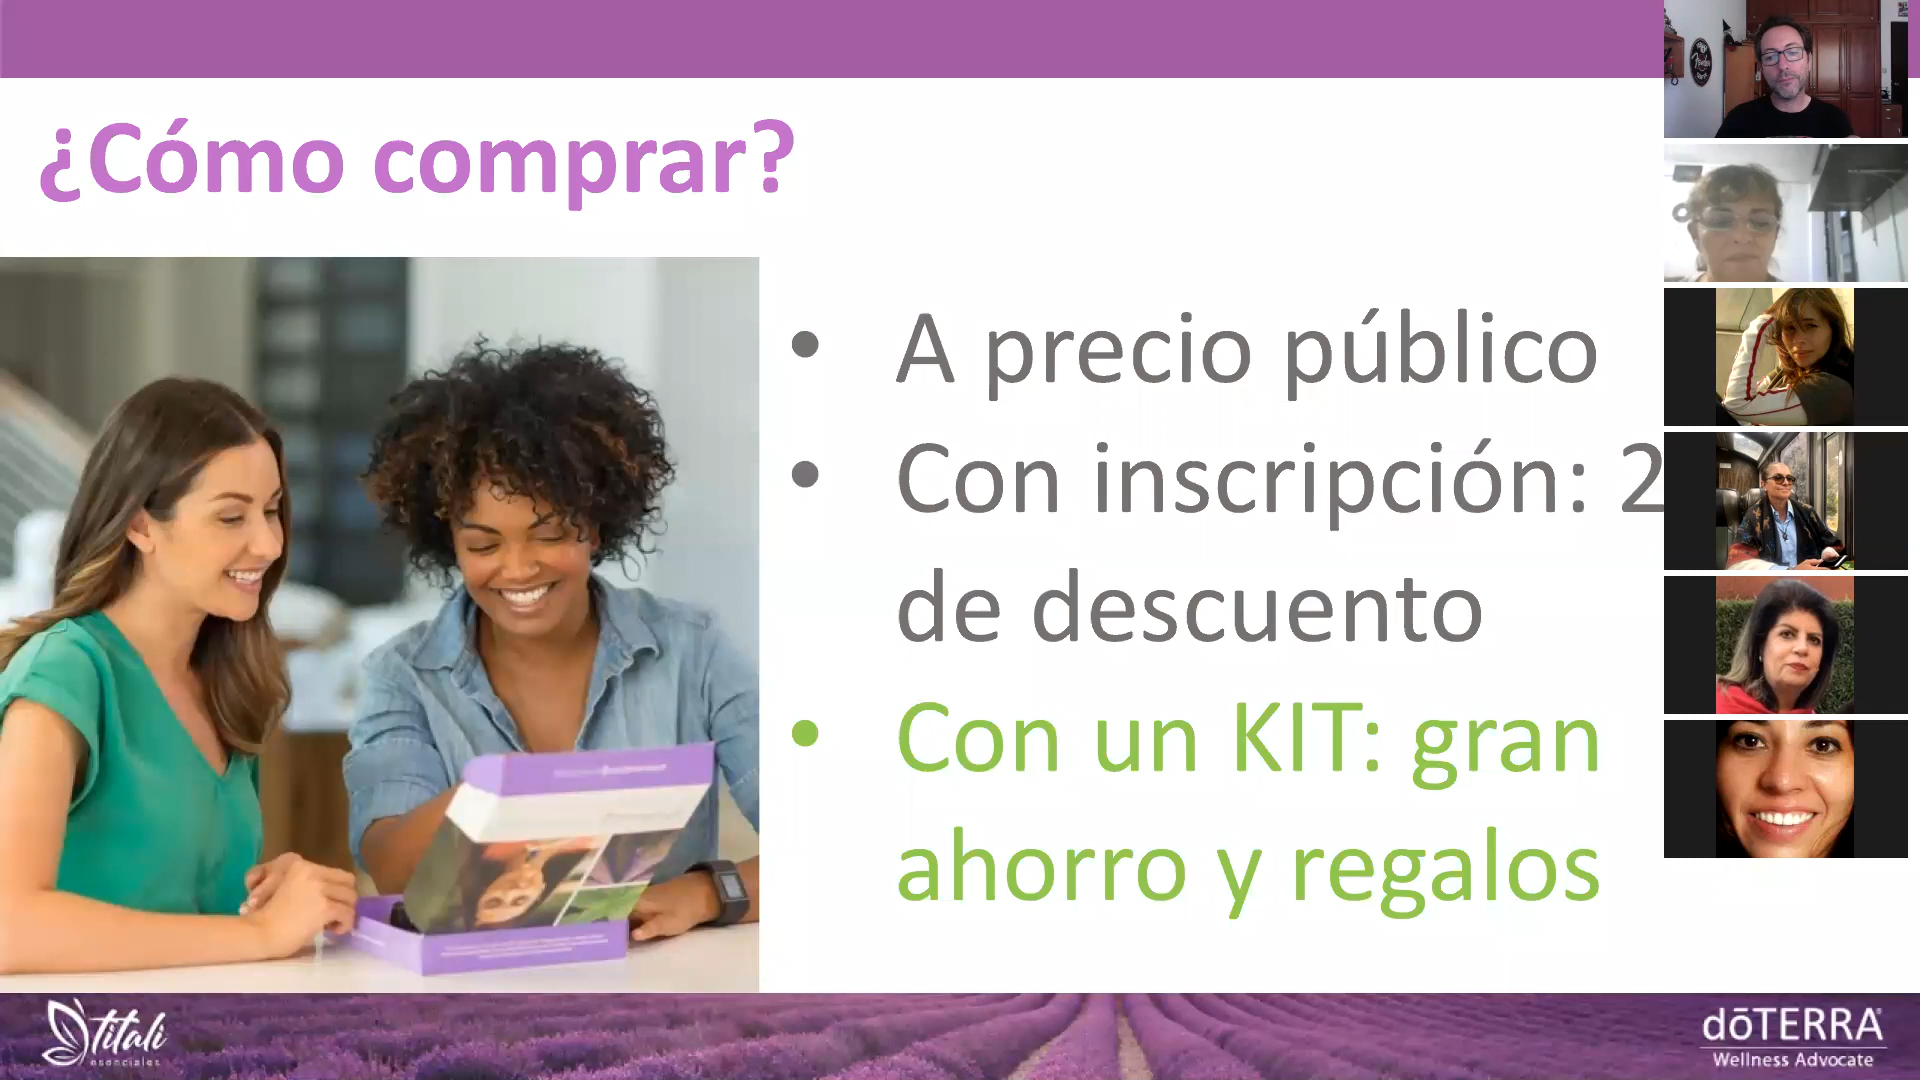 ¿Cómo comprar?
• A precio público
• Con inscripción: 2
de descuento
• Con un KIT: gran
ahorro y regalos
titali
esenciales
dōTERRA
Wellness Advocate